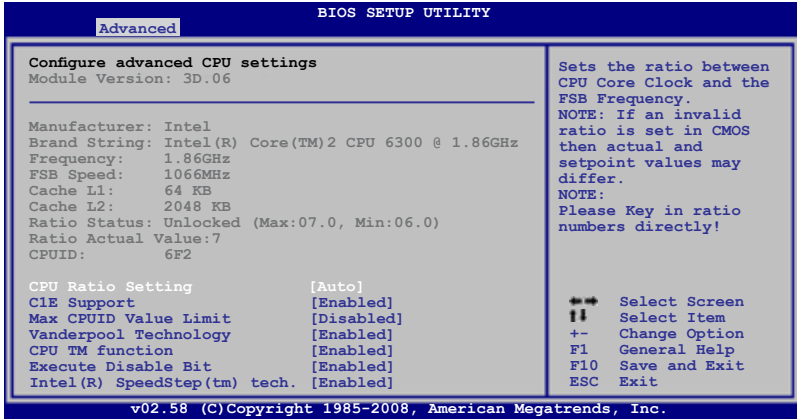 BIOS SETUP UTILITY
Advanced
Configure advanced CPU settings
Module Version: 3D.06
Manufacturer: Intel
Brand String: Intel(R) Core(TM)2 CPU 6300 @ 1.86GHz
Frequency: 1.86GHz
FSB Speed: 1066MHz
Cache L1: 64 KB
Cache L2: 2048 KB
Ratio Status: Unlocked (Max:07.0, Min:06.0)
Ratio Actual Value:7
CPUID: 6F2
CPU Ratio Setting [Auto]
C1E Support [Enabled]
Max CPUID Value Limit [Disabled]
Vanderpool Technology [Enabled]
CPU TM function [Enabled]
Execute Disable Bit [Enabled]
Intel(R) SpeedStep(tm) tech. [Enabled]
Sets the ratio between
CPU Core Clock and the
FSB Frequency.
NOTE: If an invalid
ratio is set in CMOS
then actual and
setpoint values may
differ.
NOTE:
Please Key in ratio
numbers directly!
Select Screen
Select Item
+- Change Option
F1 General Help
F10 Save and Exit
ESC Exit
v02.58 (C)Copyright 1985-2008, American Megatrends, Inc.